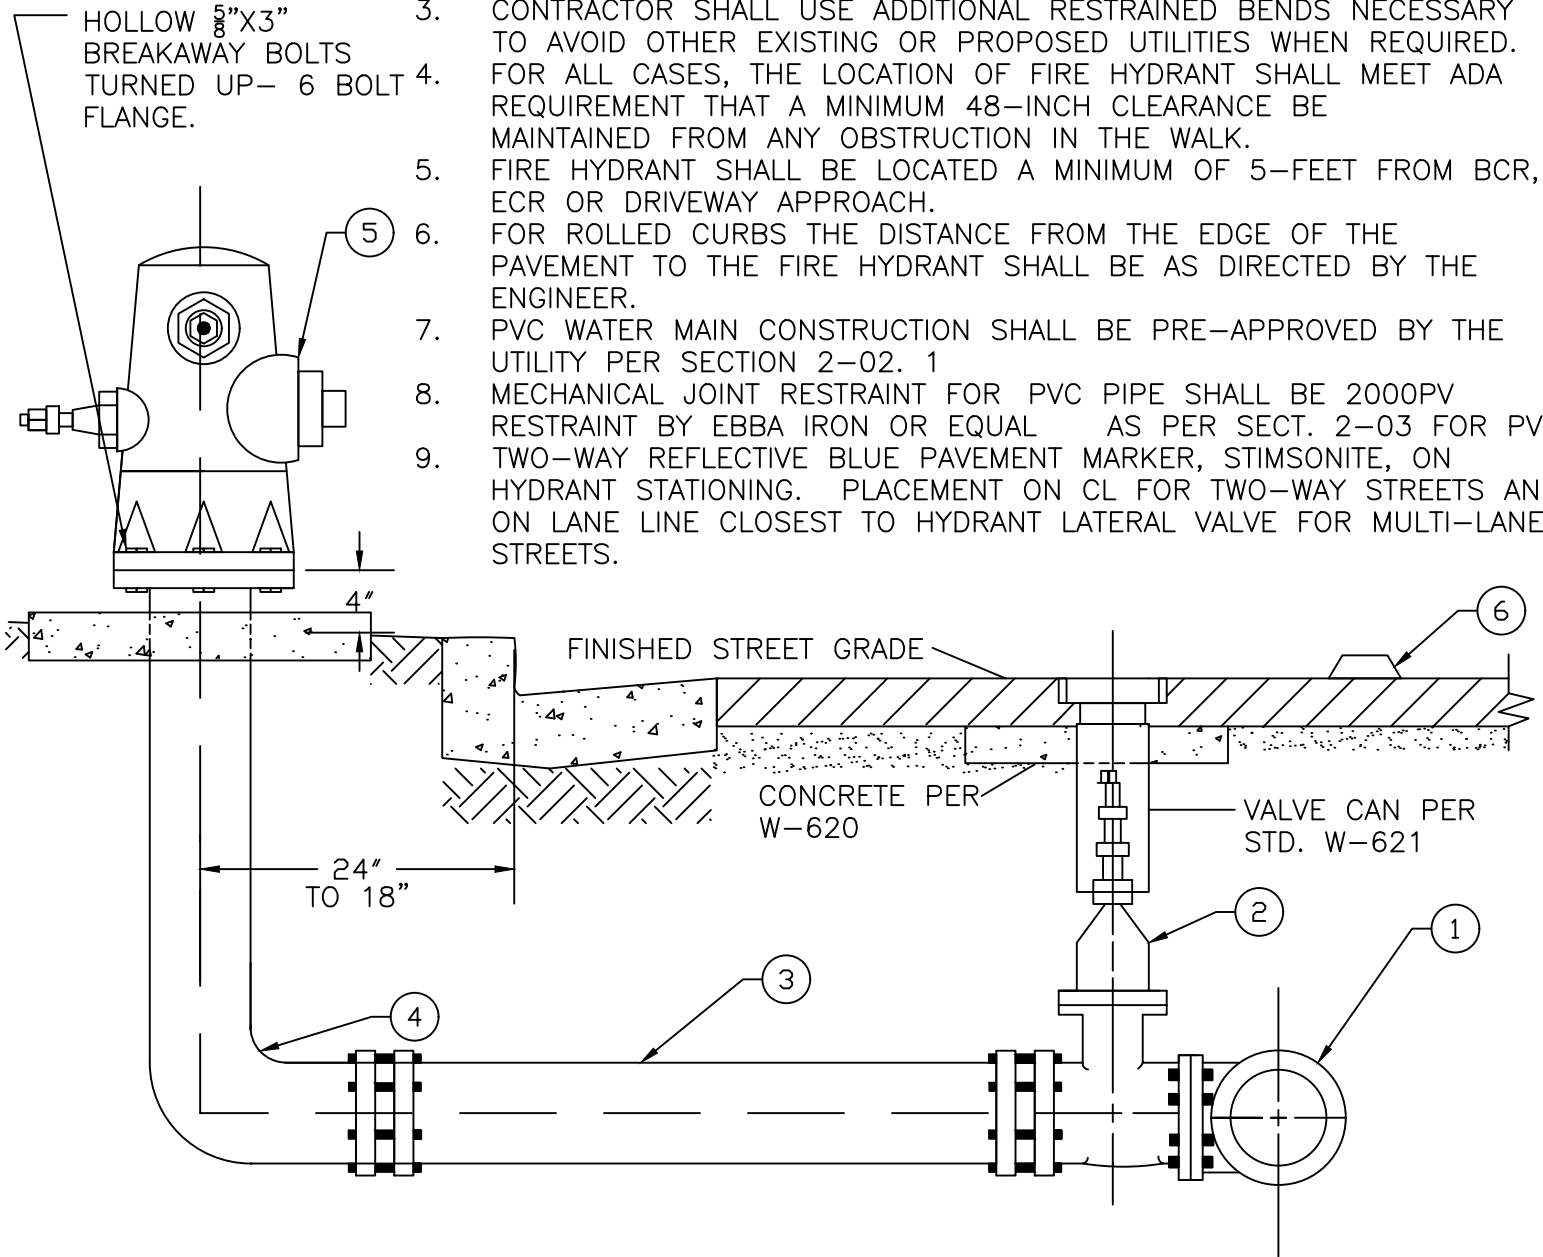 HOLLOW 5/8"X3"
BREAKAWAY BOLTS
TURNED UP- 6 BOLT
FLANGE.
3. CONTRACTOR SHALL USE ADDITIONAL RESTRAINED BENDS NECESSARY
TO AVOID OTHER EXISTING OR PROPOSED UTILITIES WHEN REQUIRED.
4. FOR ALL CASES, THE LOCATION OF FIRE HYDRANT SHALL MEET ADA
REQUIREMENT THAT A MINIMUM 48-INCH CLEARANCE BE
MAINTAINED FROM ANY OBSTRUCTION IN THE WALK.
5. FIRE HYDRANT SHALL BE LOCATED A MINIMUM OF 5-FEET FROM BCR,
ECR OR DRIVEWAY APPROACH.
6. FOR ROLLED CURBS THE DISTANCE FROM THE EDGE OF THE
PAVEMENT TO THE FIRE HYDRANT SHALL BE AS DIRECTED BY THE
ENGINEER.
7. PVC WATER MAIN CONSTRUCTION SHALL BE PRE-APPROVED BY THE
UTILITY PER SECTION 2-02. 1
8. MECHANICAL JOINT RESTRAINT FOR PVC PIPE SHALL BE 2000PV
RESTRAINT BY EBBA IRON OR EQUAL AS PER SECT. 2-03 FOR PV
9. TWO-WAY REFLECTIVE BLUE PAVEMENT MARKER, STIMSONITE, ON
HYDRANT STATIONING. PLACEMENT ON CL FOR TWO-WAY STREETS AN
ON LANE LINE CLOSEST TO HYDRANT LATERAL VALVE FOR MULTI-LANE
STREETS.
5
4"
6
FINISHED STREET GRADE
CONCRETE PER
W-620
VALVE CAN PER
STD. W-621
24"
TO 18"
2
1
3
4